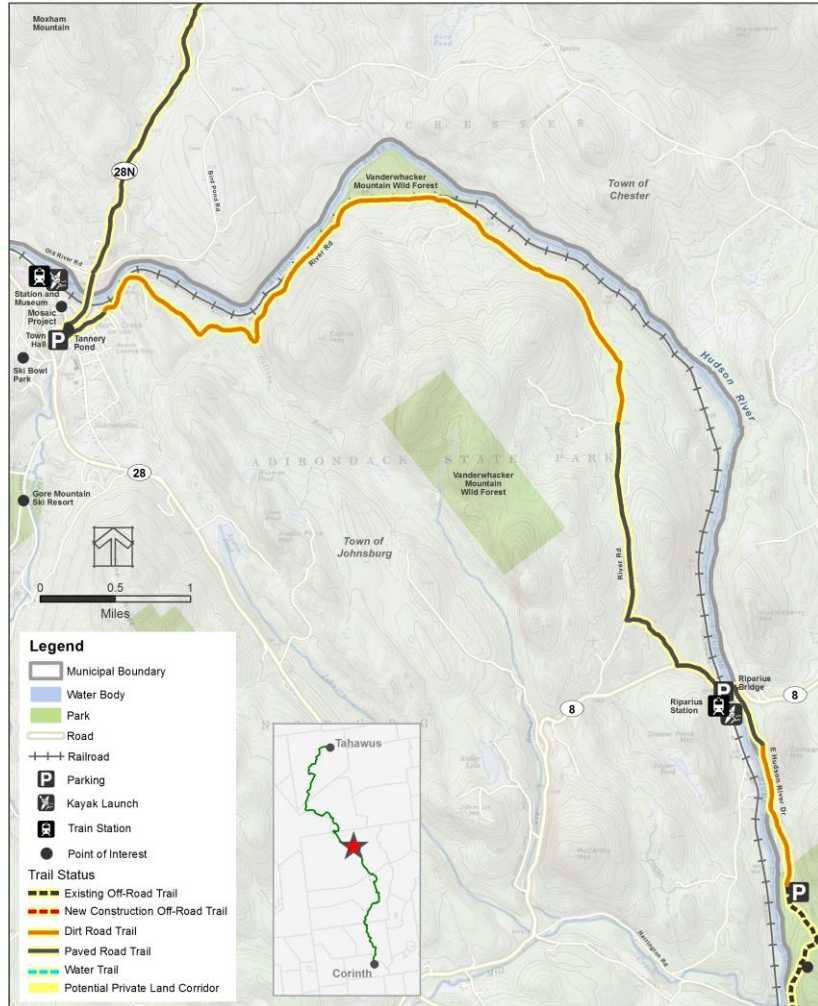 Moxham
Mountain
28N
Bird Pond Rd
Old River Rd
CHESTER
Vanderwhacker
Mountain Wild Forest
Town of
Chester
River Rd
Station and
Museum
Mosaic
Project
Town
Hall
Tannery
Pond
Ski Bowl
Park
Hudson River
28
Gore Mountain
Ski Resort
ADIRONDACK STATE PARK
Vanderwhacker
Mountain
Wild Forest
Town of
Johnsburg
River Rd
0 0.5 1
Miles
Riparius
Bridge
Riparius
Station
8
8
E Hudson River Dr
Harrington Rd
Legend
Municipal Boundary
Water Body
Park
Road
Railroad
P Parking
Kayak Launch
Train Station
Point of Interest
Trail Status
Existing Off-Road Trail
New Construction Off-Road Trail
Dirt Road Trail
Paved Road Trail
Water Trail
Potential Private Land Corridor
Tahawus
Corinth
P
P
P